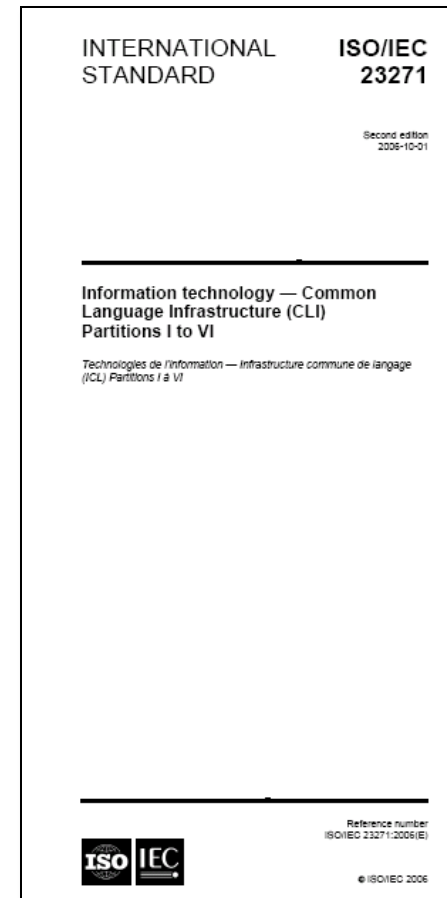 INTERNATIONAL
STANDARD
ISO/IEC
23271
Second edition
2006-10-01
Information technology — Common
Language Infrastructure (CLI)
Partitions I to VI
Technologies de l'information — Infrastructure commune de langage
(ICL) Partitions I à VI
Reference number
ISO/IEC 23271:2006(E)
ISO
IEC
© ISO/IEC 2006